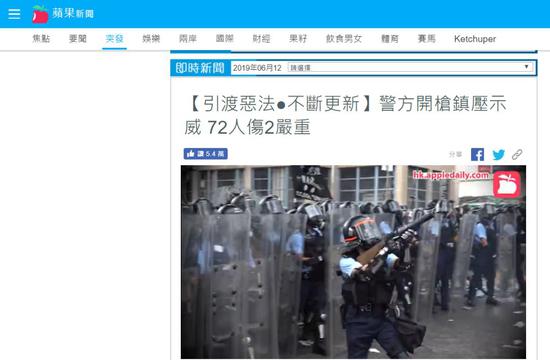 蘋果新聞
焦點 要聞 突發 娛樂 兩岸 國際 財經 果籽 飲食男女 體育 賽馬 Ketchuper
即時新聞 2019年06月12 請選擇
【引渡惡法●不斷更新】警方開槍鎮壓示
威 72人傷2嚴重
讚 5.4 萬 分享
hk.appledaily.com